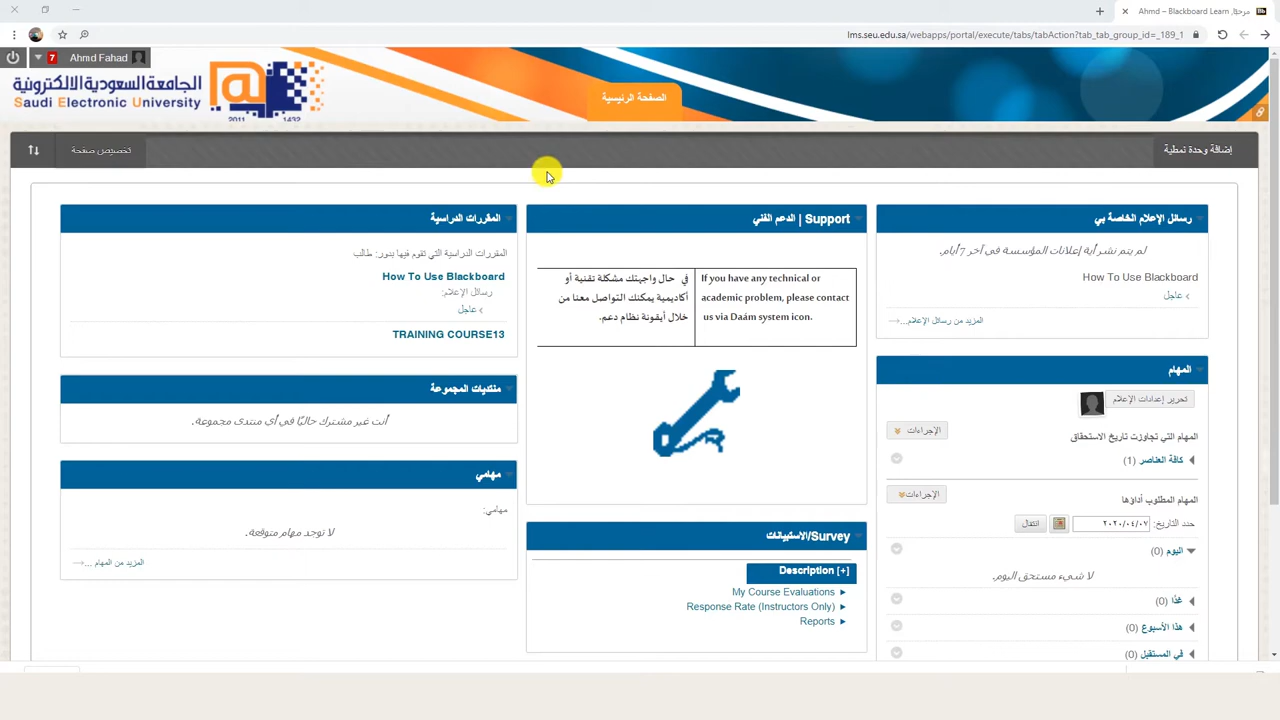 مرحبًا, Ahmd – Blackboard Learn
lms.seu.edu.sa/webapps/portal/execute/tabs/tabAction?tab_tab_group_id=_189_1
Ahmd Fahad 7
الجامعة السعودية الالكترونية
Saudi Electronic University
2011 1432
الصفحة الرئيسية
إضافة وحدة نمطية
تخصيص صفحة
رسائل الإعلام الخاصة بي
لم يتم نشر أية إعلانات المؤسسة في آخر 7 أيام.
How To Use Blackboard
عاجل
المزيد من رسائل الإعلام...
المهام
تحرير إعدادات الإعلام
المهام التي تجاوزت تاريخ الاستحقاق
الإجراءات
كافة العناصر (1)
المهام المطلوب أداؤها
الإجراءات
حدد التاريخ: ٢٠٢٠/٠٤/٠٧ انتقال
اليوم (0)
لا شيء مستحق اليوم.
غدًا (0)
هذا الأسبوع (0)
في المستقبل (0)
Support | الدعم الفني
If you have any technical or
academic problem, please contact
us via Daám system icon.
في حال واجهتك مشكلة تقنية أو
أكاديمية يمكنك التواصل معنا من
خلال أيقونة نظام دعم.
Survey/الاستبيانات
Description [+]
My Course Evaluations
Response Rate (Instructors Only)
Reports
المقررات الدراسية
المقررات الدراسية التي تقوم فيها بدور: طالب
How To Use Blackboard
رسائل الإعلام:
عاجل
TRAINING COURSE13
منتديات المجموعة
أنت غير مشترك حاليًا في أي منتدى مجموعة.
مهامي
مهامي:
لا توجد مهام متوقعة.
المزيد من المهام ...